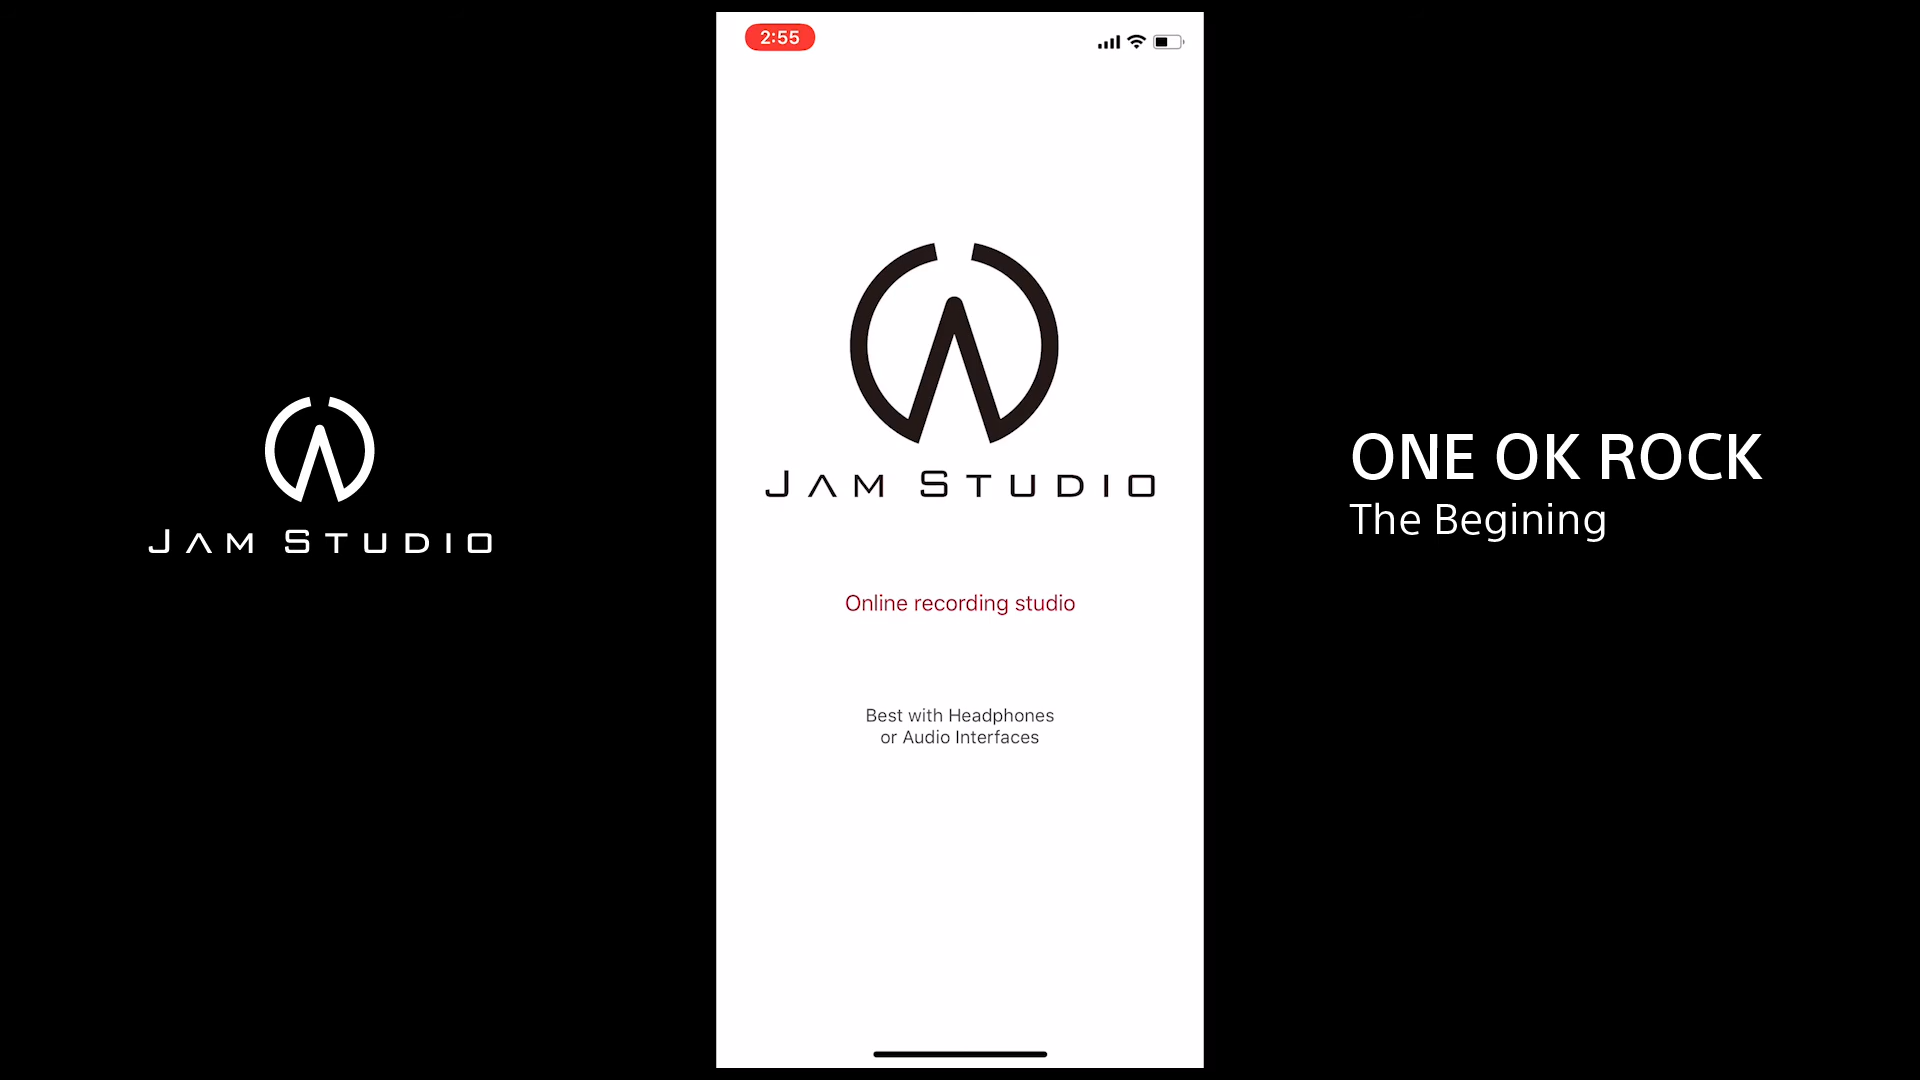 JAM STUDIO
2:55
JAM STUDIO
Online recording studio
Best with Headphones
or Audio Interfaces
ONE OK ROCK
The Begining